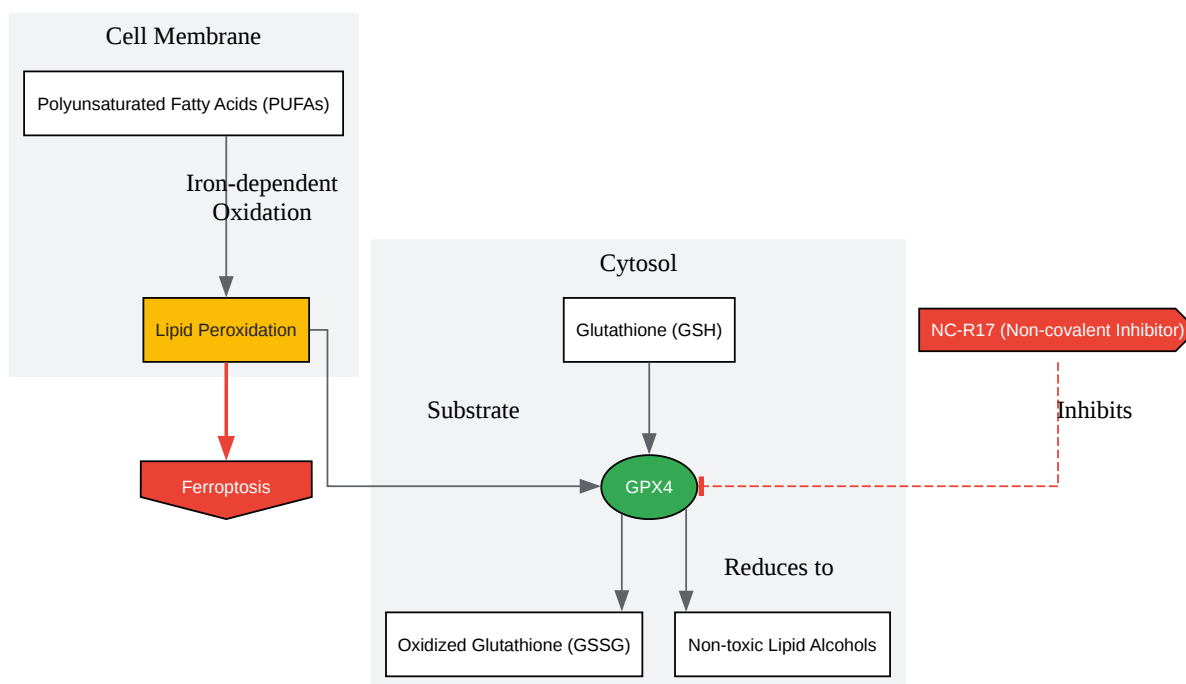 Cell Membrane
Polyunsaturated Fatty Acids (PUFAs)
Iron-dependent
Oxidation
Lipid Peroxidation
Ferroptosis
Cytosol
Glutathione (GSH)
Substrate
GPX4
Reduces to
Oxidized Glutathione (GSSG)
Non-toxic Lipid Alcohols
NC-R17 (Non-covalent Inhibitor)
Inhibits